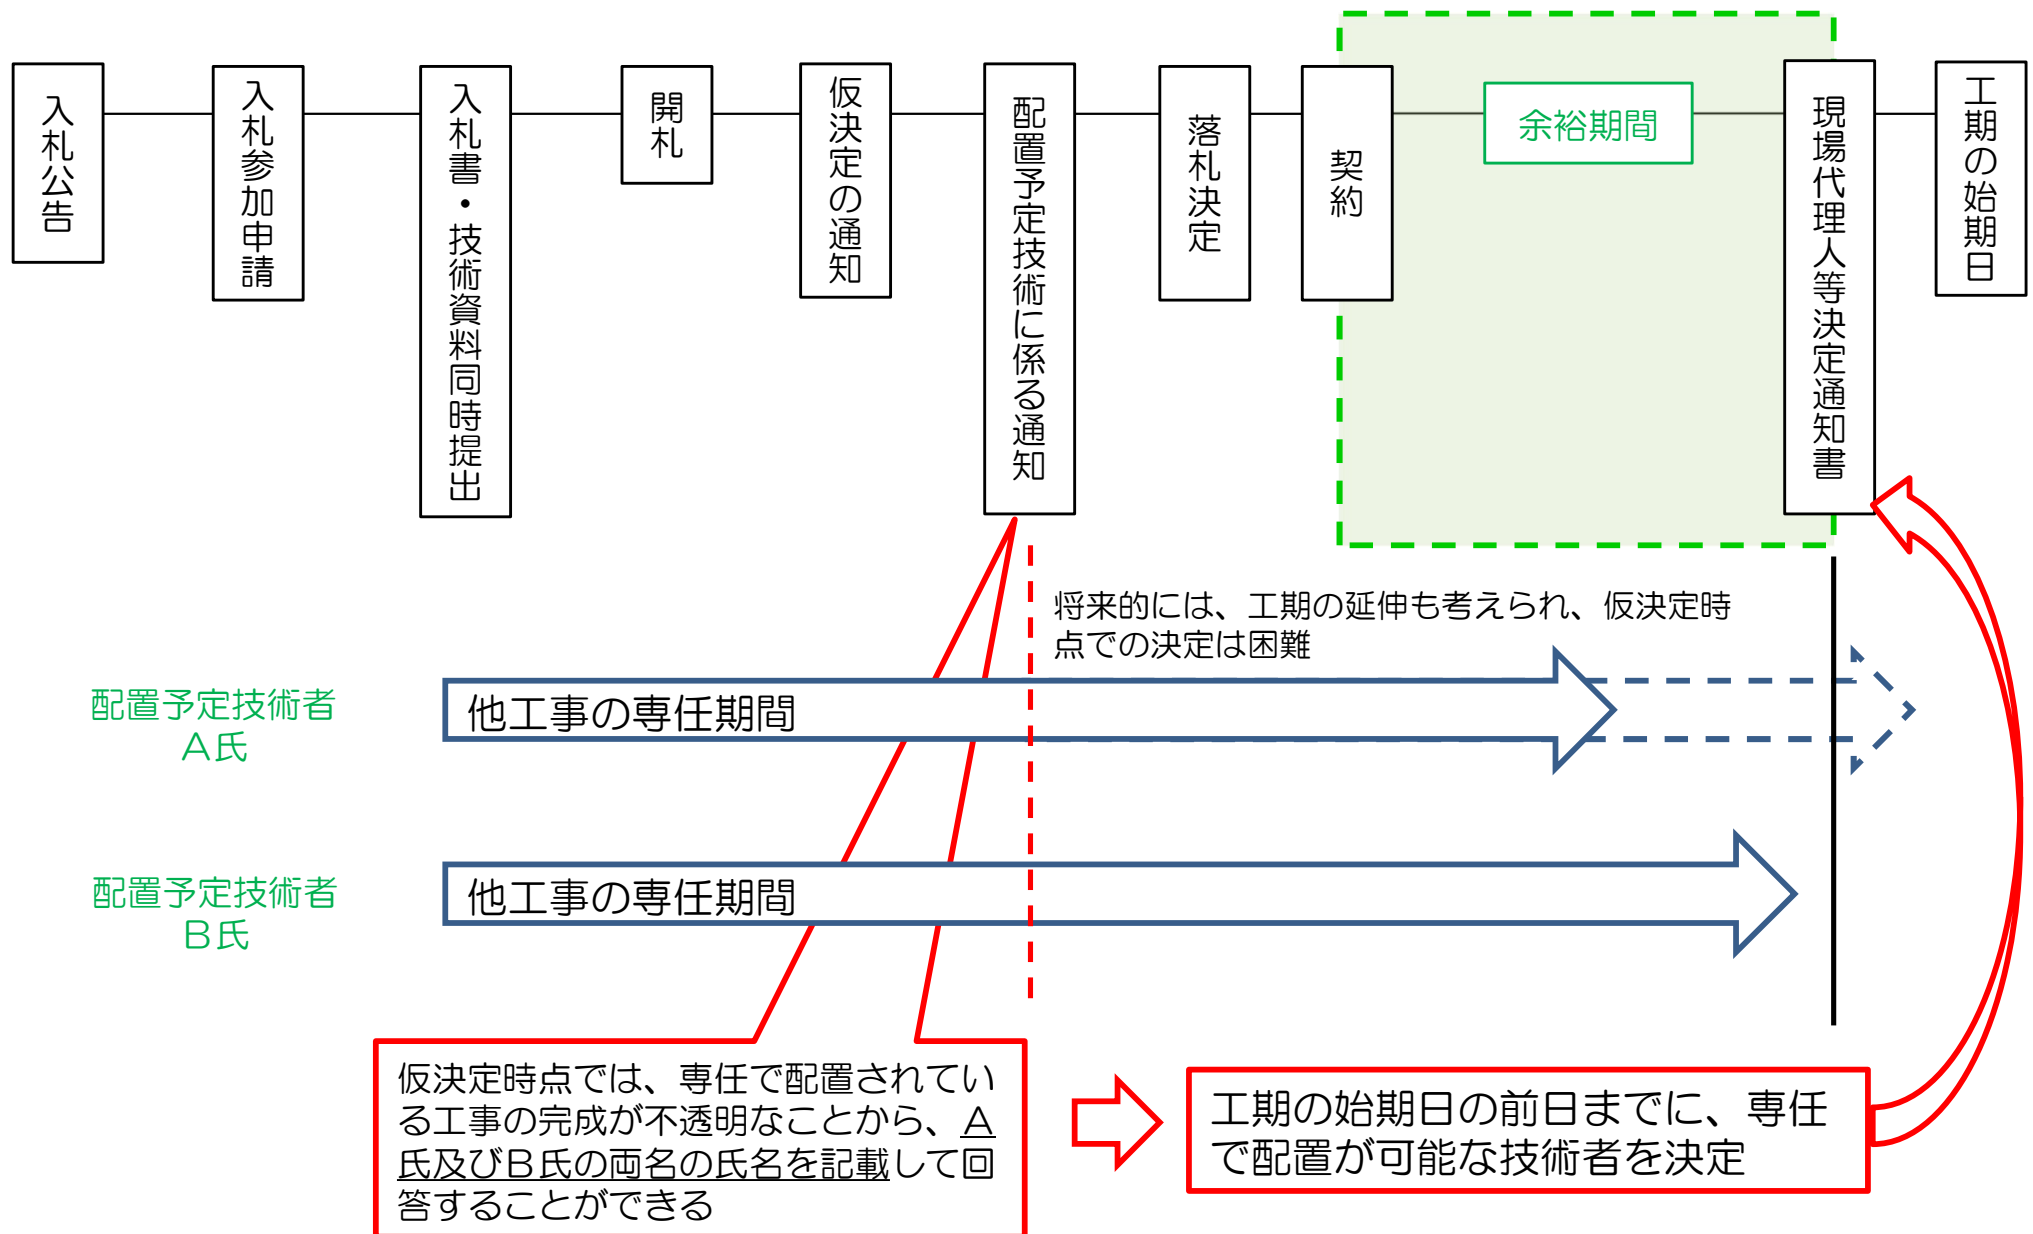 入札公告
入札参加申請
入札書・技術資料同時提出
開札
仮決定の通知
配置予定技術に係る通知
落札決定
契約
余裕期間
現場代理人等決定通知書
工期の始期日
将来的には、工期の延伸も考えられ、仮決定時
点での決定は困難
配置予定技術者
A氏
他工事の専任期間
配置予定技術者
B氏
他工事の専任期間
仮決定時点では、専任で配置されてい
る工事の完成が不透明なことから、A
氏及びB氏の両名の氏名を記載して回
答することができる
工期の始期日の前日までに、専任
で配置が可能な技術者を決定